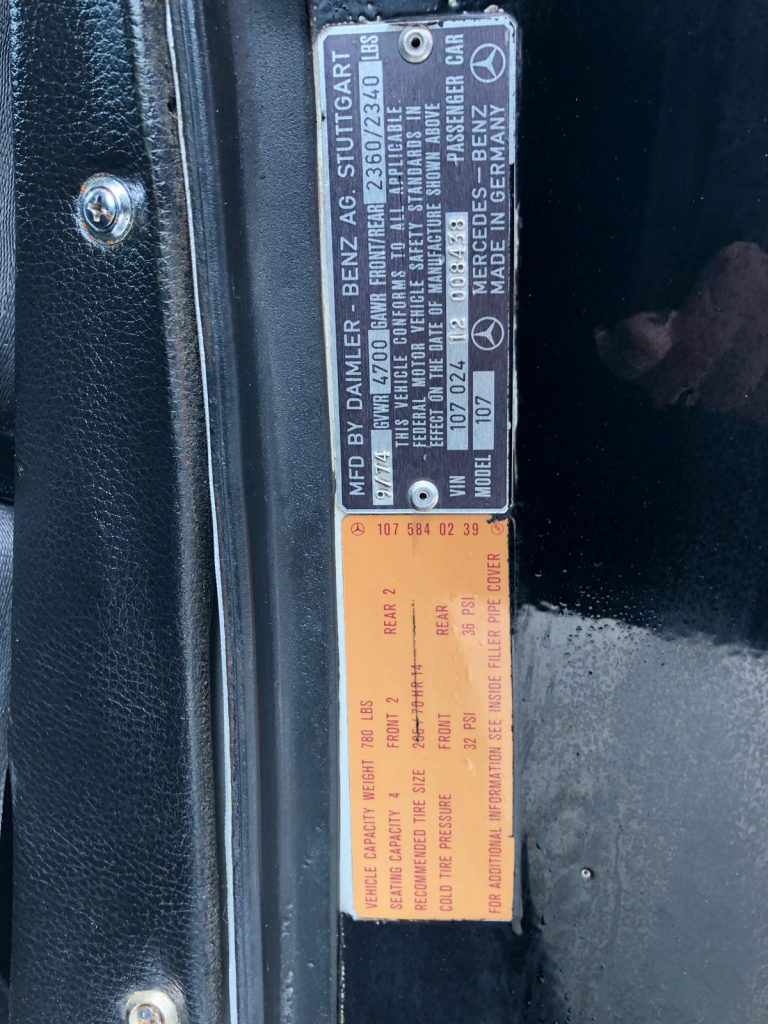 MFD BY DAIMLER - BENZ AG. STUTTGART
9/74 GVWR 4700 GAWR FRONT/REAR 2360/2340 LBS
THIS VEHICLE CONFORMS TO ALL APPLICABLE
FEDERAL MOTOR VEHICLE SAFETY STANDARDS IN
EFFECT ON THE DATE OF MANUFACTURE SHOWN ABOVE
VIN 107 024 12 008438 PASSENGER CAR
MODEL 107 MERCEDES-BENZ
MADE IN GERMANY
107 584 02 39
VEHICLE CAPACITY WEIGHT 780 LBS
SEATING CAPACITY 4 FRONT 2 REAR 2
RECOMMENDED TIRE SIZE 205 / 70 HR 14
COLD TIRE PRESSURE FRONT REAR
32 PSI 36 PSI
FOR ADDITIONAL INFORMATION SEE INSIDE FILLER PIPE COVER